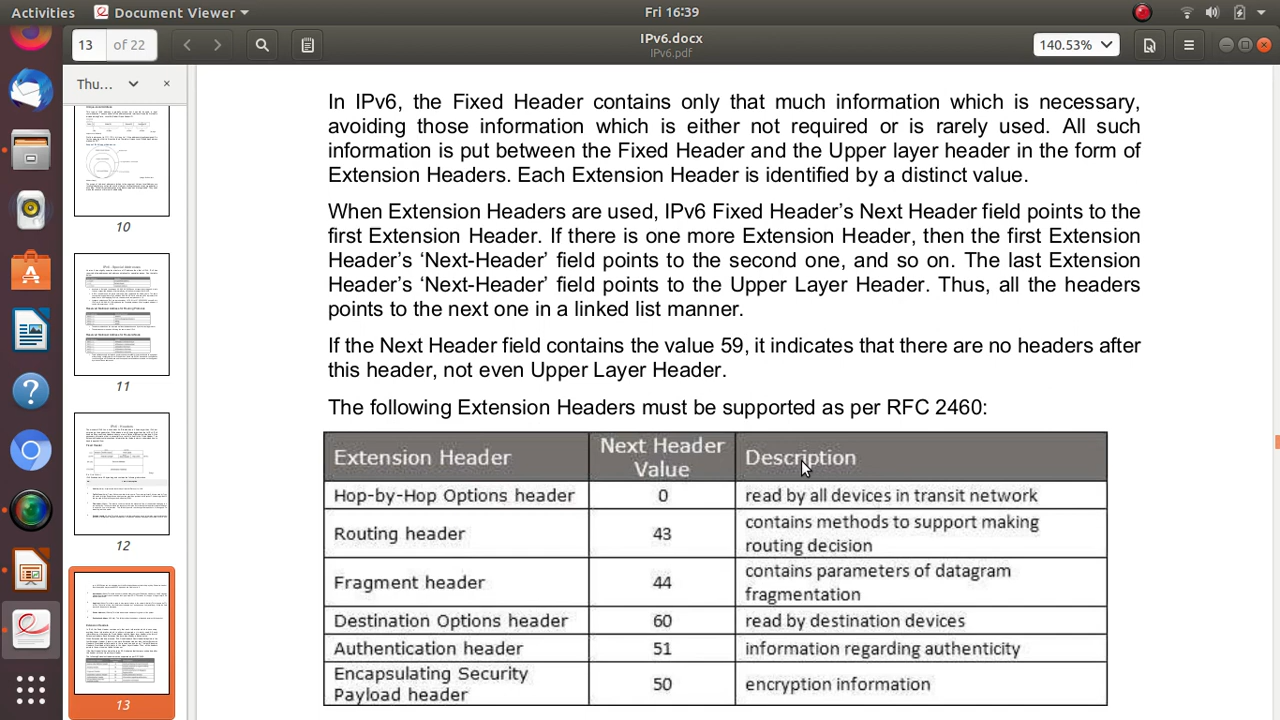 Activities
Document Viewer
Fri 16:39
13 of 22
IPv6.docx
IPv6.pdf
140.53%
Thu...
10
11
12
13
In IPv6, the Fixed Header contains only that much information which is necessary,
avoiding those information which is either not required or is rarely used. All such
information is put between the Fixed Header and the Upper layer header in the form of
Extension Headers. Each Extension Header is identified by a distinct value.
When Extension Headers are used, IPv6 Fixed Header's Next Header field points to the
first Extension Header. If there is one more Extension Header, then the first Extension
Header's 'Next-Header' field points to the second one, and so on. The last Extension
Header's 'Next-Header' field points to the Upper Layer Header. Thus, all the headers
points to the next one in a linked list manner.
If the Next Header field contains the value 59, it indicates that there are no headers after
this header, not even Upper Layer Header.
The following Extension Headers must be supported as per RFC 2460:
Extension Header Next Header Value Description
Hop-by-Hop Options header 0 read by all devices in transit network
Routing header 43 contains methods to support making
routing decision
Fragment header 44 contains parameters of datagram
fragmentation
Destination Options header 60 read by destination devices
Authentication header 51 information regarding authenticity
Encapsulating Security
Payload header 50 encryption information